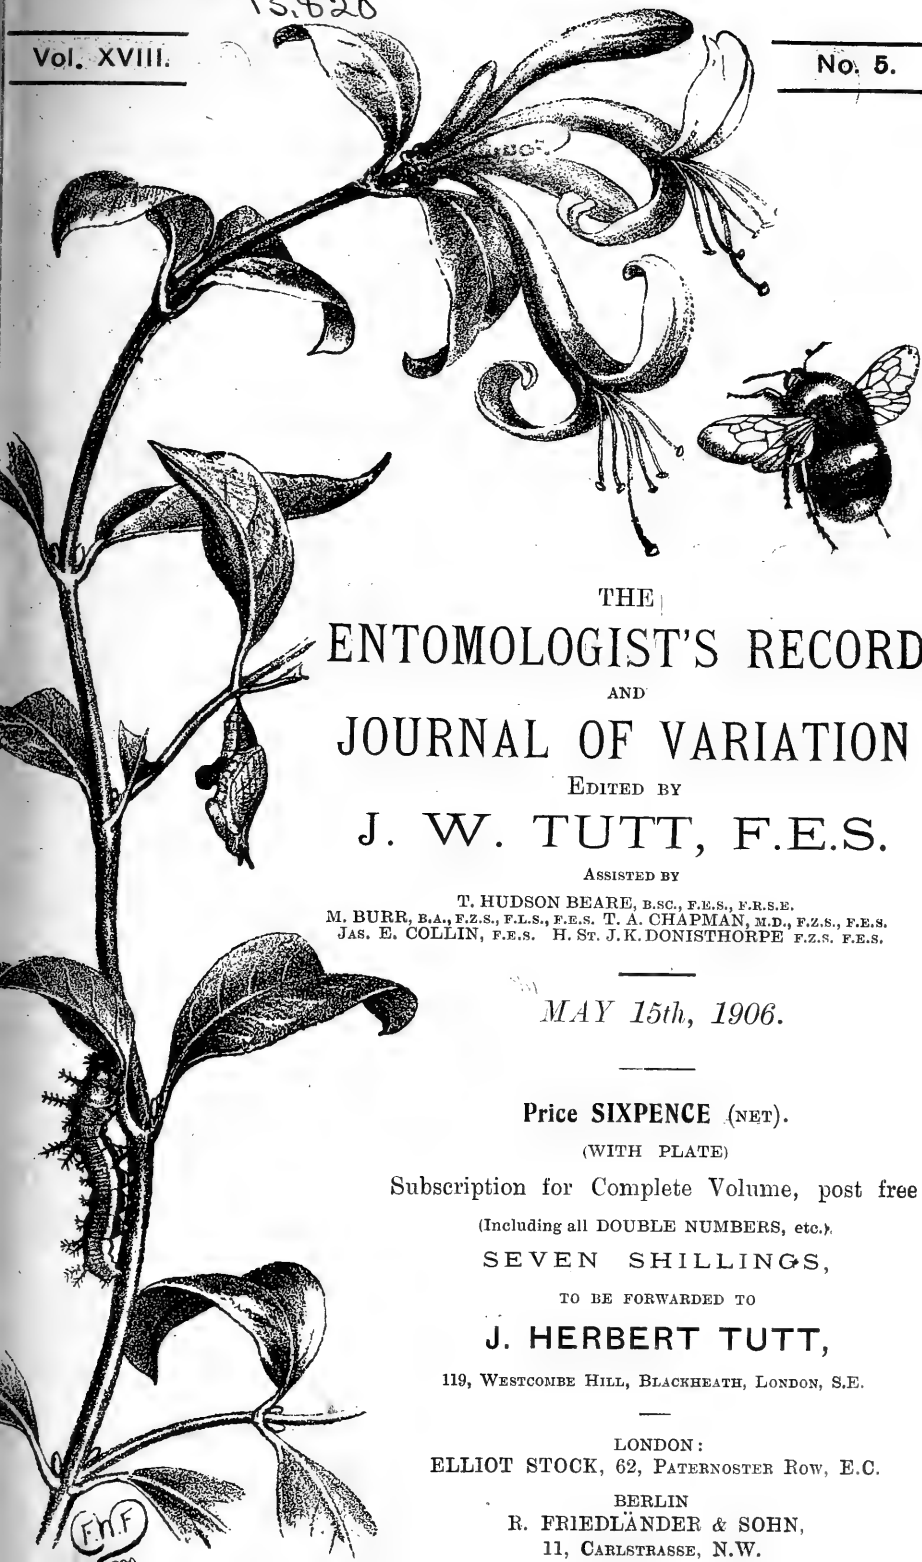 13,826
Vol. XVIII.
No. 5.
THE
ENTOMOLOGIST'S RECORD
AND
JOURNAL OF VARIATION
EDITED BY
J. W. TUTT, F.E.S.
ASSISTED BY
T. HUDSON BEARE, B.SC., F.E.S., F.R.S.E.
M. BURR, B.A., F.Z.S., F.L.S., F.E.S. T. A. CHAPMAN, M.D., F.Z.S., F.E.S.
JAS. E. COLLIN, F.E.S. H. ST. J. K. DONISTHORPE F.Z.S. F.E.S.
MAY 15th, 1906.
Price SIXPENCE (NET).
(WITH PLATE)
Subscription for Complete Volume, post free
(Including all DOUBLE NUMBERS, etc.),
SEVEN SHILLINGS,
TO BE FORWARDED TO
J. HERBERT TUTT,
119, WESTCOMBE HILL, BLACKHEATH, LONDON, S.E.
LONDON:
ELLIOT STOCK, 62, PATERNOSTER ROW, E.C.
BERLIN
R. FRIEDLÄNDER & SOHN,
11, CARLSTRASSE, N.W.
F.W.F